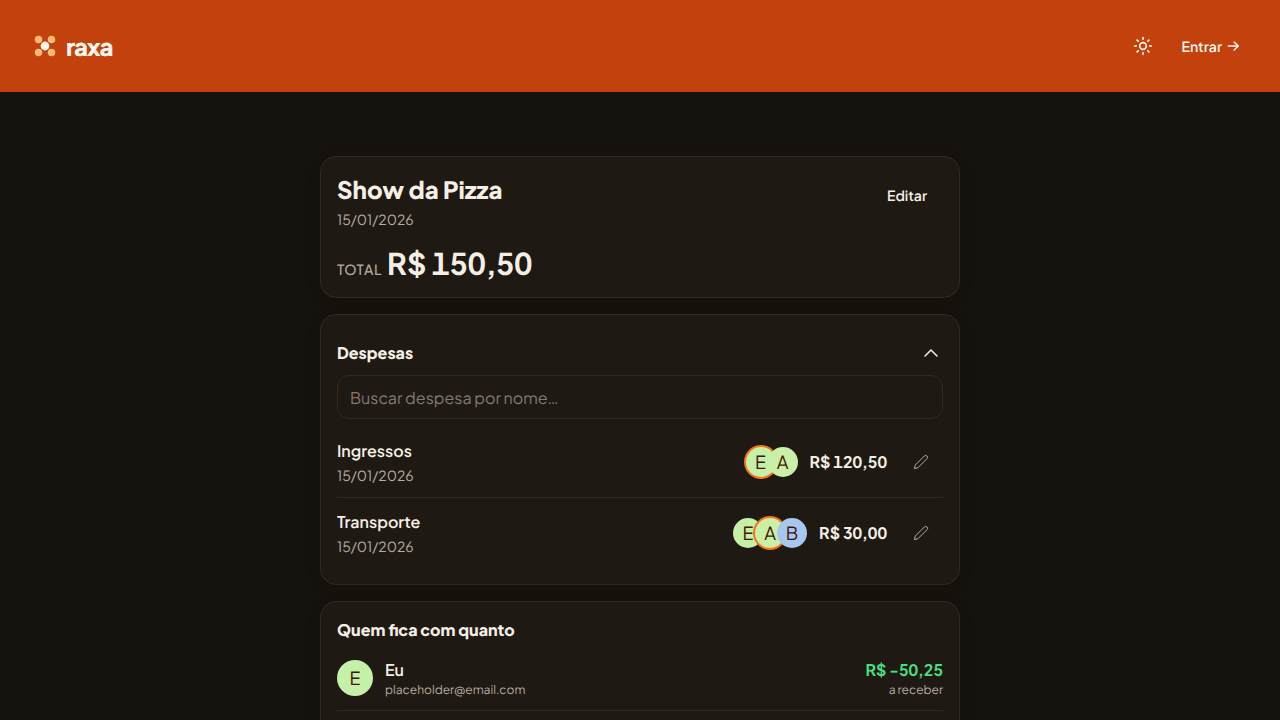 raxa
Entrar →
Show da Pizza
Editar
15/01/2026
TOTAL R$ 150,50
Despesas
Buscar despesa por nome...
Ingressos
E A R$ 120,50
15/01/2026
Transporte
E A B R$ 30,00
15/01/2026
Quem fica com quanto
E
Eu
R$ -50,25
placeholder@email.com
a receber